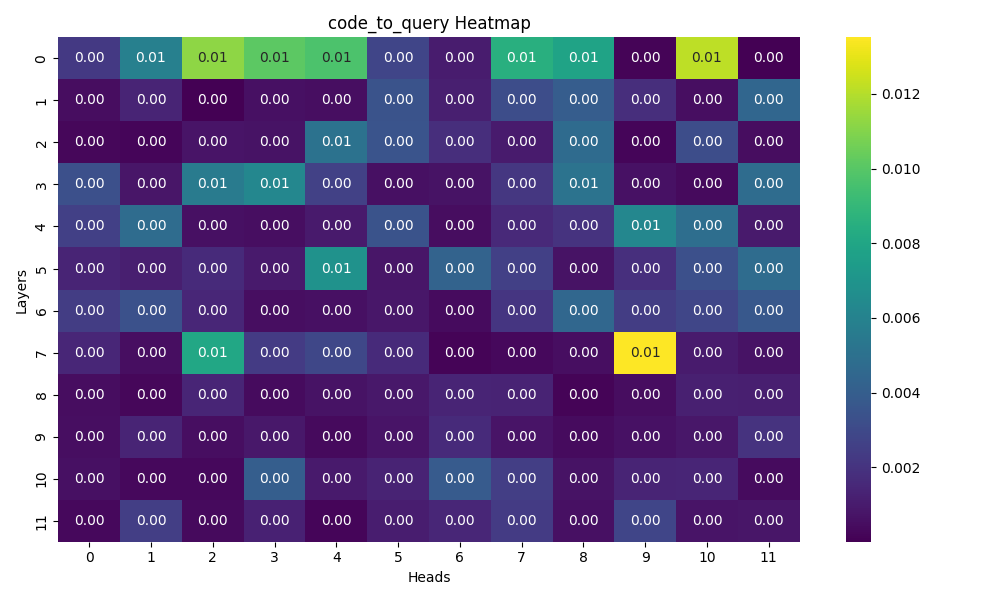 code_to_query Heatmap
0 0.00 0.01 0.01 0.01 0.01 0.00 0.00 0.01 0.01 0.00 0.01 0.00
1 0.00 0.00 0.00 0.00 0.00 0.00 0.00 0.00 0.00 0.00 0.00 0.00
2 0.00 0.00 0.00 0.00 0.01 0.00 0.00 0.00 0.00 0.00 0.00 0.00
3 0.00 0.00 0.01 0.01 0.00 0.00 0.00 0.00 0.01 0.00 0.00 0.00
4 0.00 0.00 0.00 0.00 0.00 0.00 0.00 0.00 0.00 0.01 0.00 0.00
5 0.00 0.00 0.00 0.00 0.01 0.00 0.00 0.00 0.00 0.00 0.00 0.00
6 0.00 0.00 0.00 0.00 0.00 0.00 0.00 0.00 0.00 0.00 0.00 0.00
7 0.00 0.00 0.01 0.00 0.00 0.00 0.00 0.00 0.00 0.01 0.00 0.00
8 0.00 0.00 0.00 0.00 0.00 0.00 0.00 0.00 0.00 0.00 0.00 0.00
9 0.00 0.00 0.00 0.00 0.00 0.00 0.00 0.00 0.00 0.00 0.00 0.00
10 0.00 0.00 0.00 0.00 0.00 0.00 0.00 0.00 0.00 0.00 0.00 0.00
11 0.00 0.00 0.00 0.00 0.00 0.00 0.00 0.00 0.00 0.00 0.00 0.00
0 1 2 3 4 5 6 7 8 9 10 11
Heads
Layers
0.012
0.010
0.008
0.006
0.004
0.002